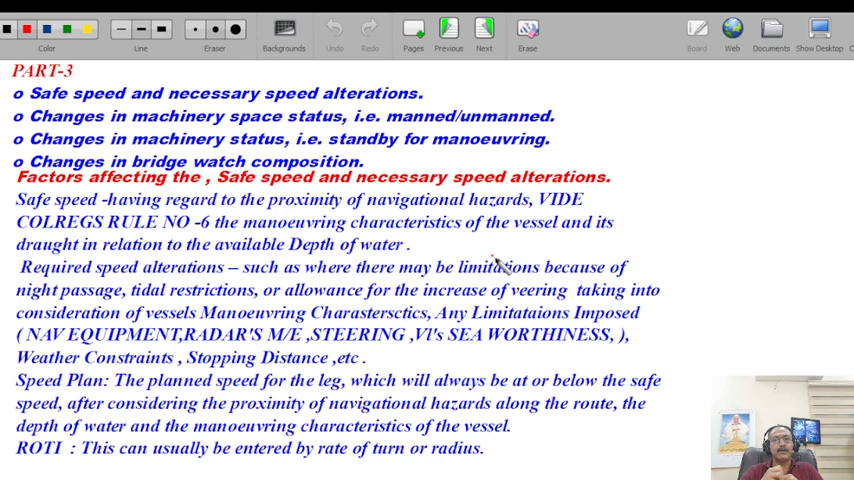 Color
Line
Eraser
Backgrounds
Undo
Redo
Pages
Previous
Next
Erase
Board
Web
Documents
Show Desktop
PART-3
o Safe speed and necessary speed alterations.
o Changes in machinery space status, i.e. manned/unmanned.
o Changes in machinery status, i.e. standby for manoeuvring.
o Changes in bridge watch composition.
Factors affecting the , Safe speed and necessary speed alterations.
Safe speed -having regard to the proximity of navigational hazards, VIDE
COLREGS RULE NO -6 the manoeuvring characteristics of the vessel and its
draught in relation to the available Depth of water .
Required speed alterations – such as where there may be limitations because of
night passage, tidal restrictions, or allowance for the increase of veering taking into
consideration of vessels Manoeuvring Charastersctics, Any Limitataions Imposed
( NAV EQUIPMENT,RADAR'S M/E ,STEERING ,Vl's SEA WORTHINESS, ),
Weather Constraints , Stopping Distance ,etc .
Speed Plan: The planned speed for the leg, which will always be at or below the safe
speed, after considering the proximity of navigational hazards along the route, the
depth of water and the manoeuvring characteristics of the vessel.
ROTI : This can usually be entered by rate of turn or radius.